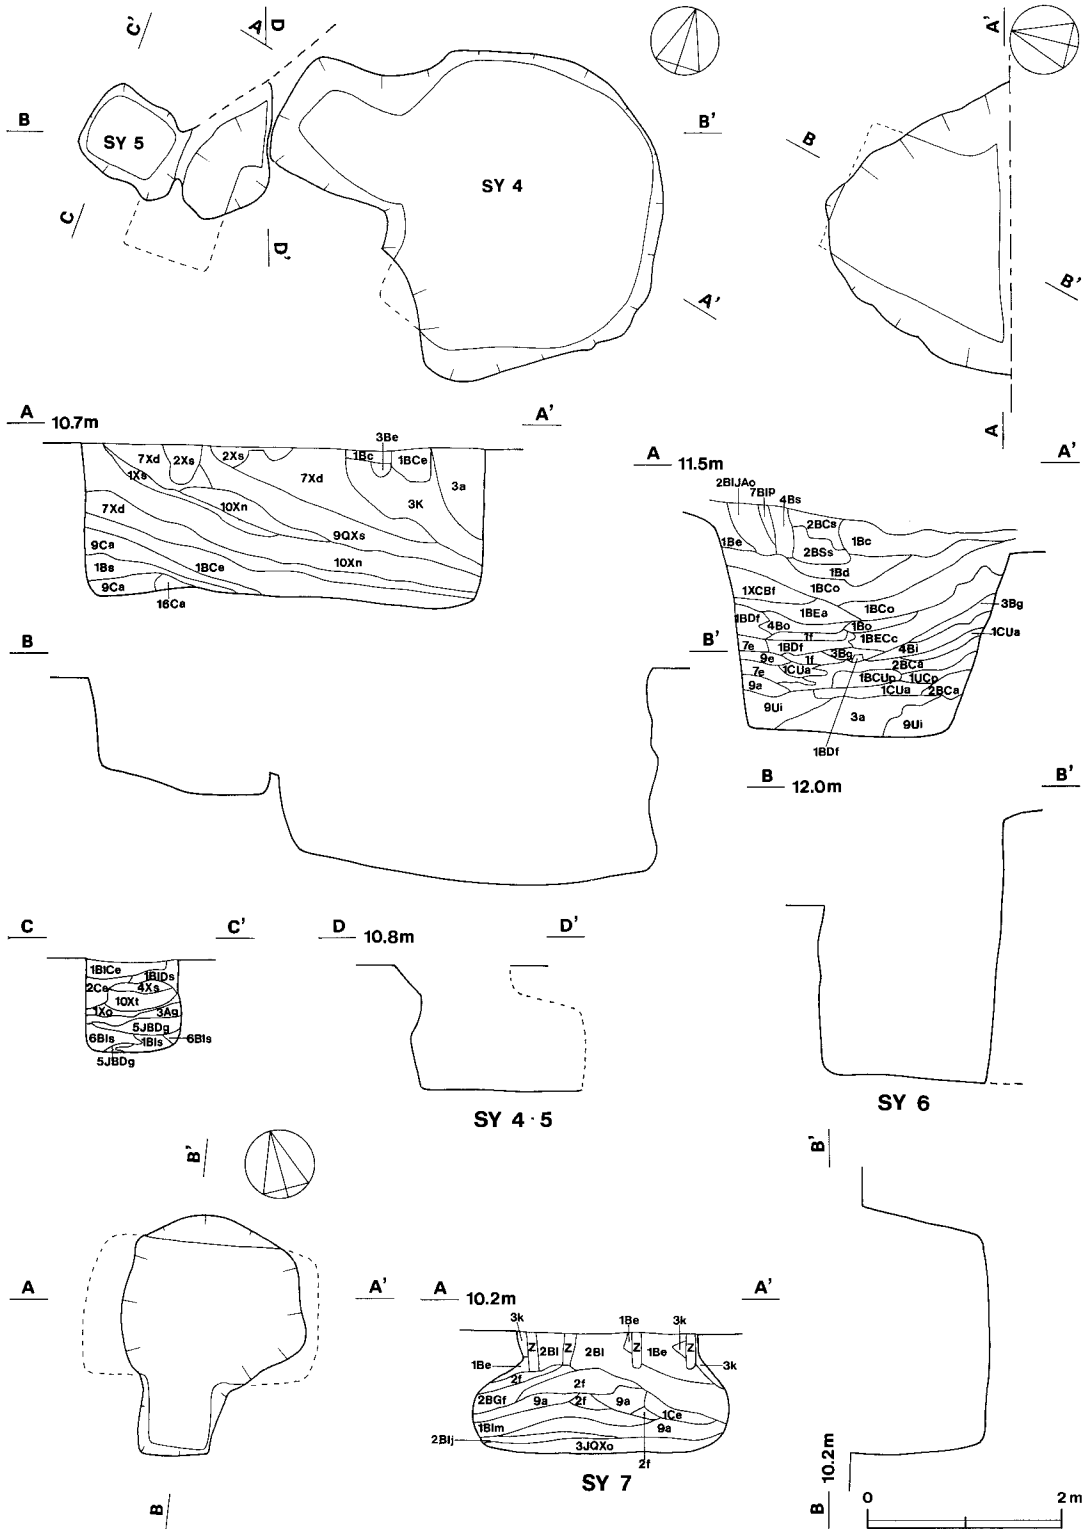 C' A D A'
B SY 5 SY 4 B' B
C D' A' B'
A
A 10.7m A'
3Be
7Xd 2Xs 2Xs 1Bc 1BCe
1Xs 7Xd 3a
10Xn 3K
7Xd 9QXs
9Ca 10Xn
1Bs 1BCe
9Ca
16Ca
A 11.5m A'
2BIJAo 7BIP 4Bs
2BCs
1Be 1Bc
2BSs
1Bd
1XCBf 1BCo
1BEa 1BCo 3Bg
1BDf 4Bo 1Bo 1CUa
1f 1BECc
7e 1BDf 3Bg 4Bi
9e 1f 2BCa
7e 1CUa 1BCUp 1UCp
9a 1CUa 2BCa
9Ui 3a 9Ui
1BDf
B B'
B 12.0m B'
C C' D 10.8m D'
1BICe
1BIDs
2Ce 4Xs
10Xt
1Xo 3Ag
5JBDg
6BIs 1BIs 6BIs
5JBDg
SY 4·5
SY 6
B' B'
A A' A 10.2m A'
3k 1Be 3k
Z 2BI Z 2BI Z 1Be Z
1Be 3k
2f 2f
2BGf 9a 2f 9a
1Ce
1BIm 9a
2BIj
3JQXo
2f
SY 7
B
B 10.2m
0 2m